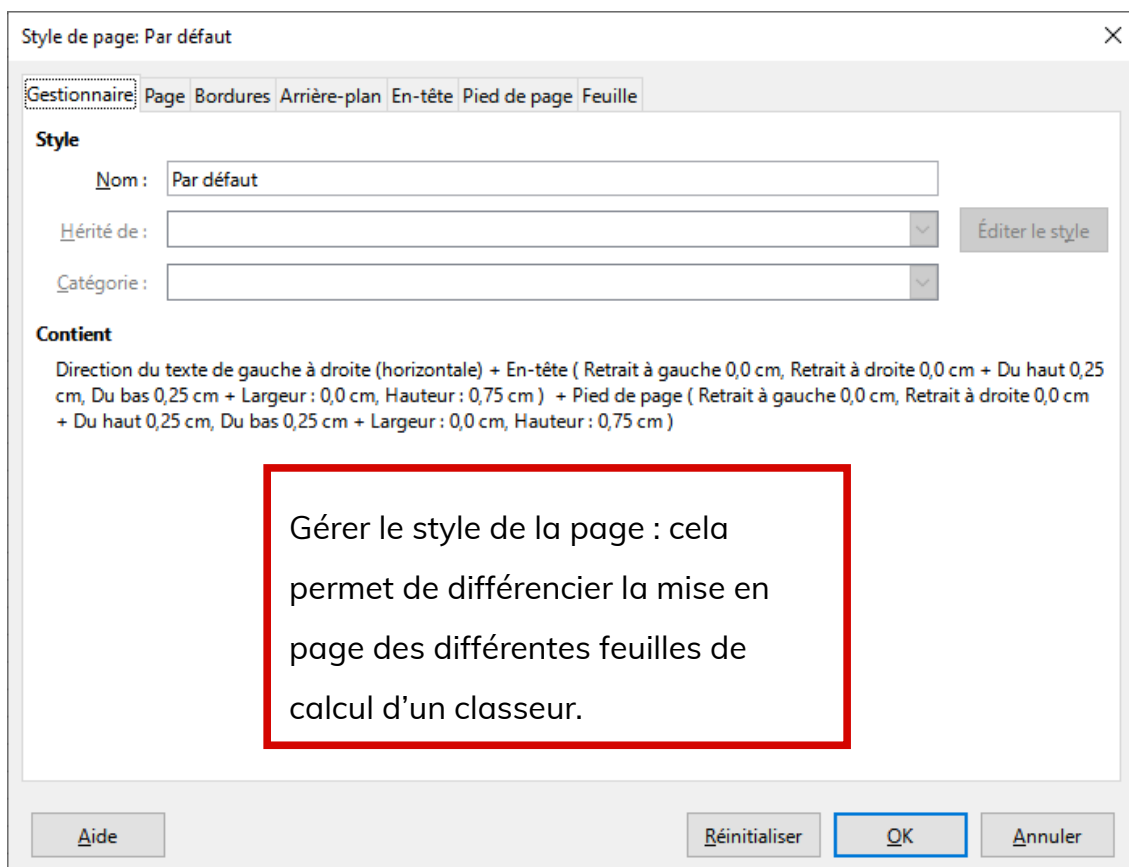 Style de page: Par défaut
Gestionnaire Page Bordures Arrière-plan En-tête Pied de page Feuille
Style
Nom : Par défaut
Hérité de : Éditer le style
Catégorie :
Contient
Direction du texte de gauche à droite (horizontale) + En-tête ( Retrait à gauche 0,0 cm, Retrait à droite 0,0 cm + Du haut 0,25
cm, Du bas 0,25 cm + Largeur : 0,0 cm, Hauteur : 0,75 cm ) + Pied de page ( Retrait à gauche 0,0 cm, Retrait à droite 0,0 cm
+ Du haut 0,25 cm, Du bas 0,25 cm + Largeur : 0,0 cm, Hauteur : 0,75 cm )
Gérer le style de la page : cela
permet de différencier la mise en
page des différentes feuilles de
calcul d’un classeur.
Aide Réinitialiser OK Annuler